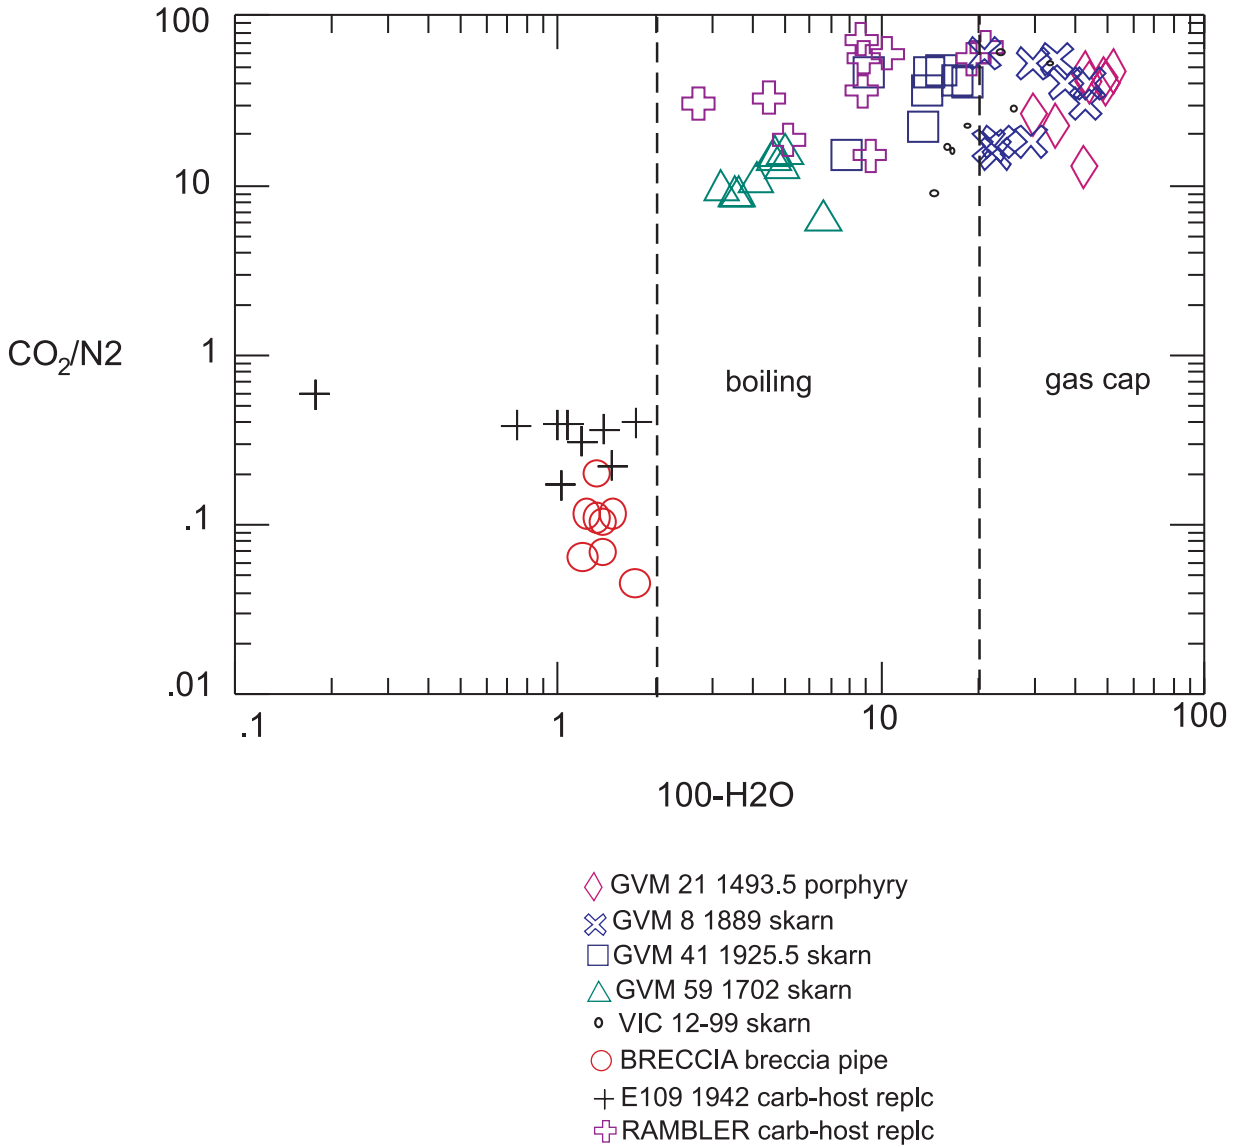 100
10
CO2/N2
1
boiling
gas cap
.1
.01
.1
1
10
100
100-H2O
GVM 21 1493.5 porphyry
GVM 8 1889 skarn
GVM 41 1925.5 skarn
GVM 59 1702 skarn
VIC 12-99 skarn
BRECCIA breccia pipe
E109 1942 carb-host replc
RAMBLER carb-host replc